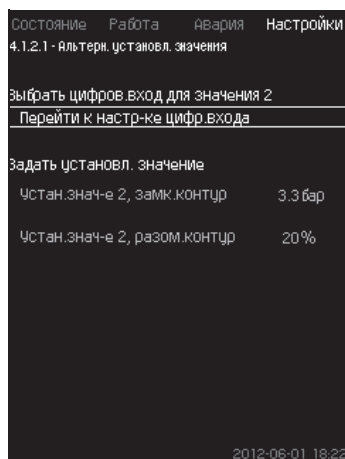 Состояние Работа Авария Настройки
4.1.2.1 - Альтерн. установл. значения
Выбрать цифров.вход для значения 2
Перейти к настр-ке цифр.входа
Задать установл. значение
Устан.знач-е 2, замк.контур 3.3 бар
Устан.знач-е 2, разом.контур 20%
2012-06-01 18:22